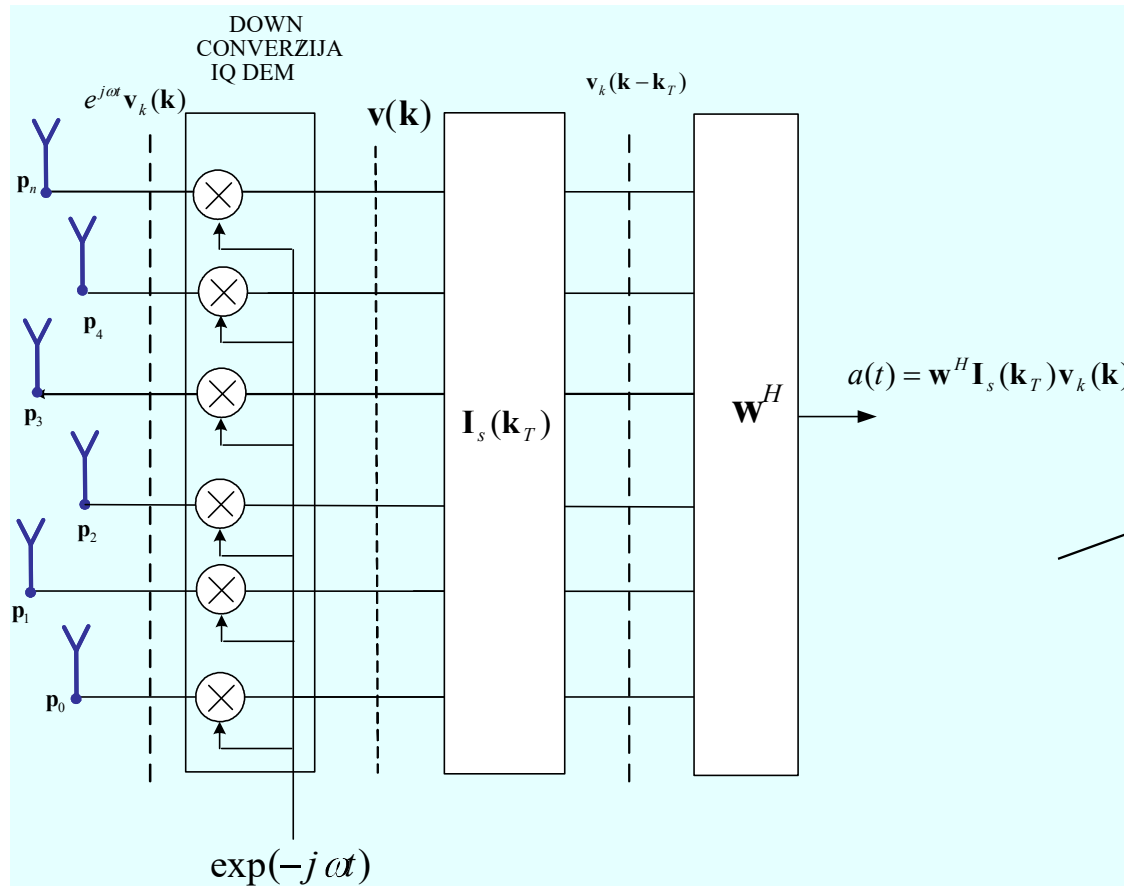 DOWN
CONVERZIJA
IQ DEM
e^{jωt} v_k(k)
v(k)
v_k(k − k_T)
p_n
p_4
p_3
p_2
p_1
p_0
I_s(k_T)
w^H
a(t) = w^H I_s(k_T) v_k(k)
exp(−j ωt)